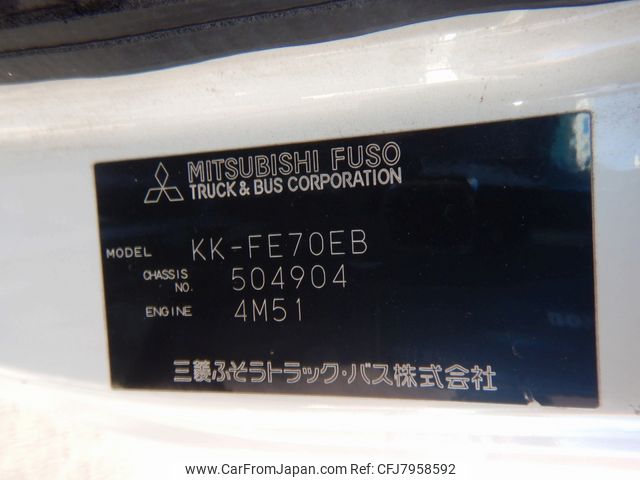 MITSUBISHI FUSO
TRUCK & BUS CORPORATION
MODEL KK-FE70EB
CHASSIS NO. 504904
ENGINE 4M51
三菱ふそうトラック・バス株式会社
www.CarFromJapan.com Ref:CFJ7958592